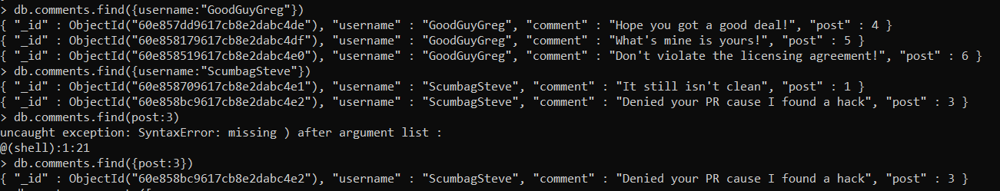 > db.comments.find({username:"GoodGuyGreg"})
{ "_id" : ObjectId("60e857dd9617cb8e2dabc4de"), "username" : "GoodGuyGreg", "comment" : "Hope you got a good deal!", "post" : 4 }
{ "_id" : ObjectId("60e858179617cb8e2dabc4df"), "username" : "GoodGuyGreg", "comment" : "What's mine is yours!", "post" : 5 }
{ "_id" : ObjectId("60e858519617cb8e2dabc4e0"), "username" : "GoodGuyGreg", "comment" : "Don't violate the licensing agreement!", "post" : 6 }
> db.comments.find({username:"ScumbagSteve"})
{ "_id" : ObjectId("60e858709617cb8e2dabc4e1"), "username" : "ScumbagSteve", "comment" : "It still isn't clean", "post" : 1 }
{ "_id" : ObjectId("60e858bc9617cb8e2dabc4e2"), "username" : "ScumbagSteve", "comment" : "Denied your PR cause I found a hack", "post" : 3 }
> db.comments.find(post:3)
uncaught exception: SyntaxError: missing ) after argument list :
@(shell):1:21
> db.comments.find({post:3})
{ "_id" : ObjectId("60e858bc9617cb8e2dabc4e2"), "username" : "ScumbagSteve", "comment" : "Denied your PR cause I found a hack", "post" : 3 }